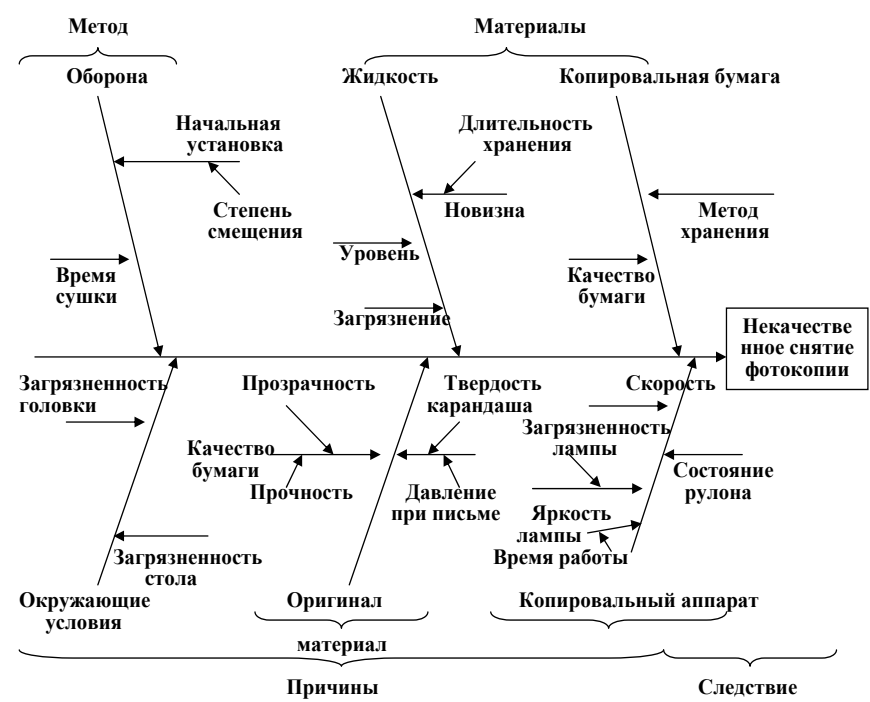 Метод
Материалы
Оборона
Жидкость
Копировальная бумага
Начальная
установка
Длительность
хранения
Степень
смещения
Новизна
Метод
хранения
Уровень
Время
сушки
Качество
бумаги
Загрязнение
Некачестве
нное снятие
фотокопии
Загрязненность
головки
Прозрачность
Твердость
карандаша
Скорость
Загрязненность
лампы
Качество
бумаги
Состояние
рулона
Прочность
Давление
при письме
Яркость
лампы
Время работы
Загрязненность
стола
Окружающие
условия
Оригинал
Копировальный аппарат
материал
Причины
Следствие